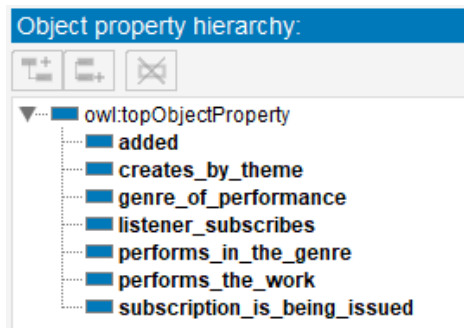 Object property hierarchy:
owl:topObjectProperty
added
creates_by_theme
genre_of_performance
listener_subscribes
performs_in_the_genre
performs_the_work
subscription_is_being_issued